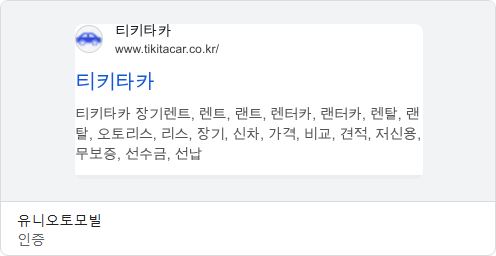 티키타카
www.tikitacar.co.kr/
티키타카
티키타카 장기렌트, 렌트, 랜트, 렌터카, 랜터카, 렌탈, 랜
탈, 오토리스, 리스, 장기, 신차, 가격, 비교, 견적, 저신용,
무보증, 선수금, 선납
유니오토모빌
인증